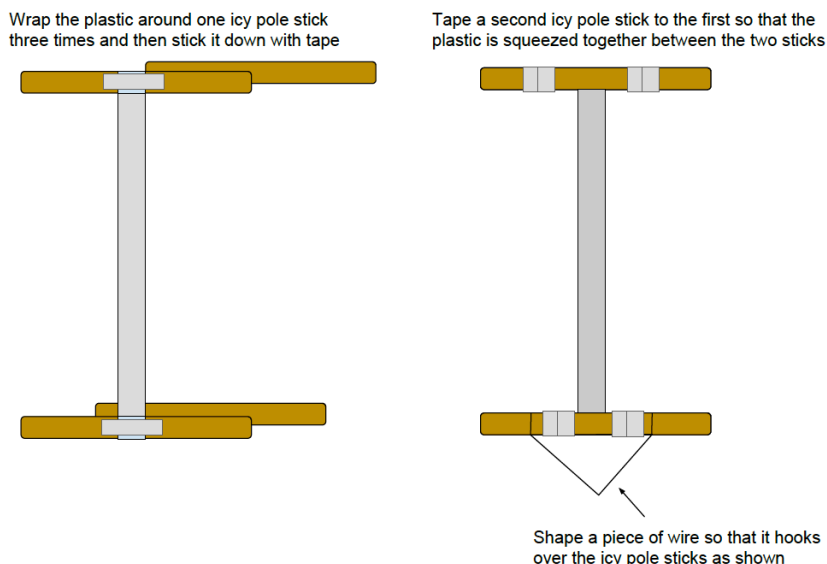 Wrap the plastic around one icy pole stick
three times and then stick it down with tape
Tape a second icy pole stick to the first so that the
plastic is squeezed together between the two sticks
Shape a piece of wire so that it hooks
over the icy pole sticks as shown